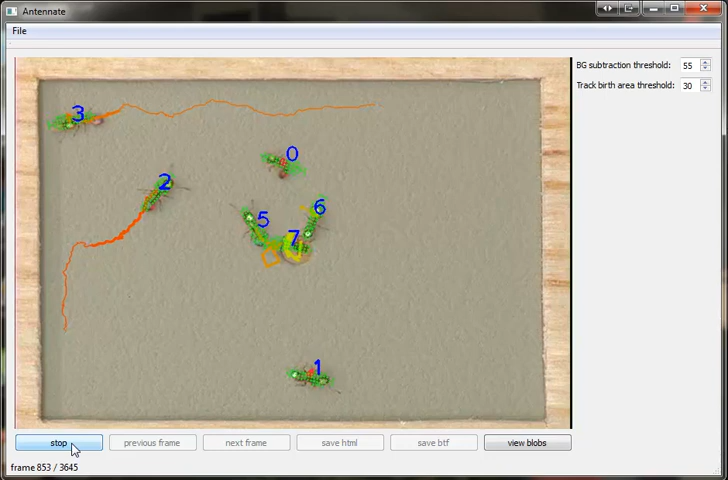 Antennate
File
BG subtraction threshold: 55
Track birth area threshold: 30
3
0
2
6
5
7
1
stop
previous frame
next frame
save html
save btf
view blobs
frame 853 / 3645